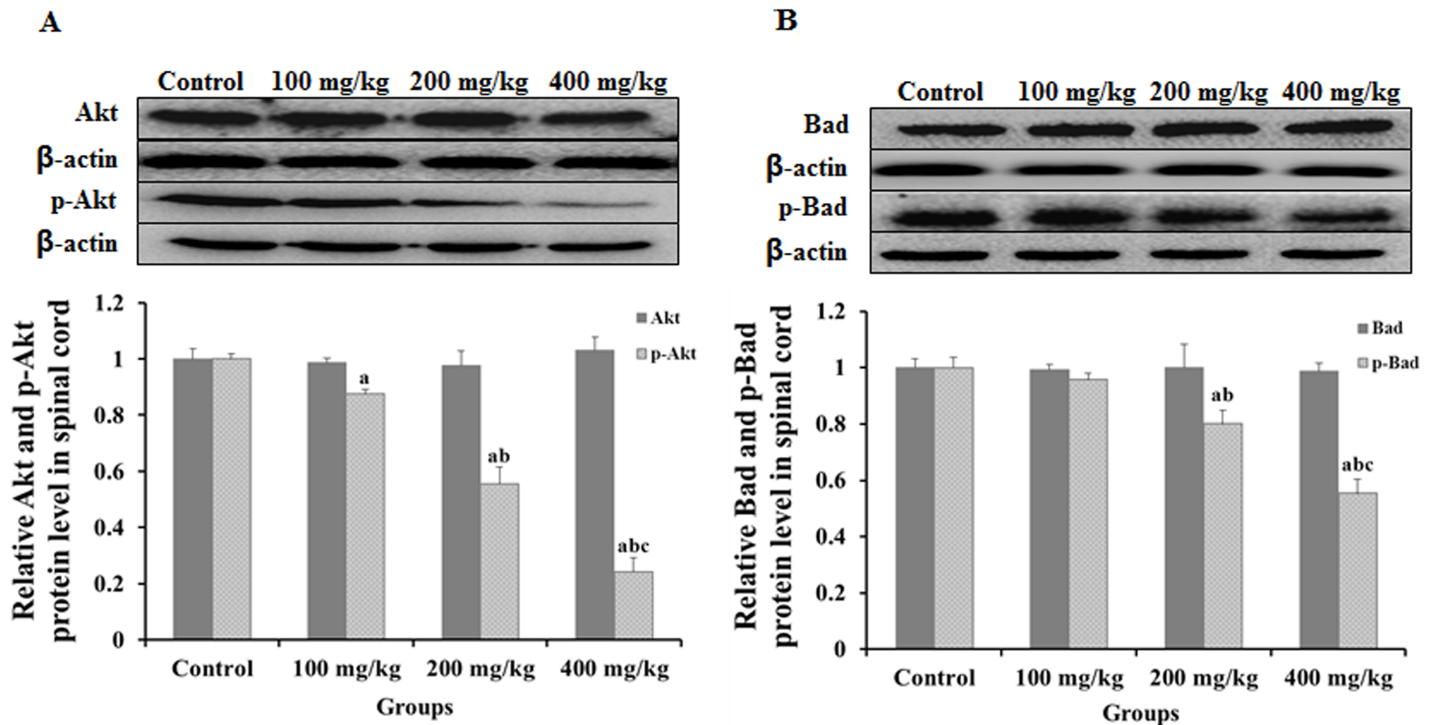 A
Control 100 mg/kg 200 mg/kg 400 mg/kg
Akt
β-actin
p-Akt
β-actin
Relative Akt and p-Akt
protein level in spinal cord
1.2
1
0.8
0.6
0.4
0.2
0
Akt
p-Akt
a
ab
abc
Control 100 mg/kg 200 mg/kg 400 mg/kg
Groups
B
Control 100 mg/kg 200 mg/kg 400 mg/kg
Bad
β-actin
p-Bad
β-actin
Relative Bad and p-Bad
protein level in spinal cord
1.2
1
0.8
0.6
0.4
0.2
0
Bad
p-Bad
ab
abc
Control 100 mg/kg 200 mg/kg 400 mg/kg
Groups